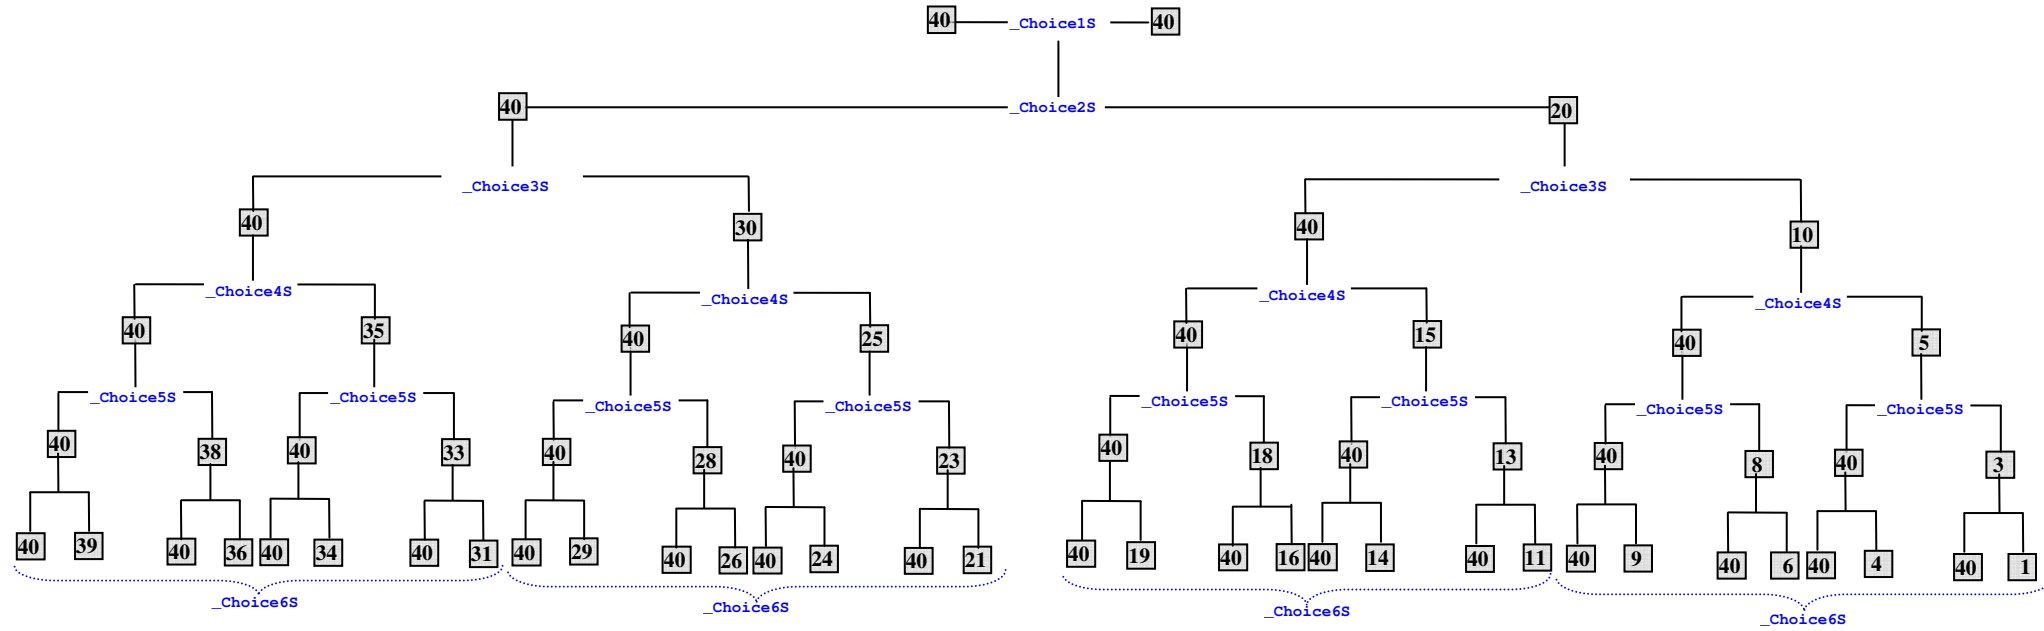 40 _Choice1S 40
40 _Choice2S 20
_Choice3S _Choice3S
40 30 40 10
_Choice4S _Choice4S _Choice4S _Choice4S
40 35 40 25 40 15 40 5
_Choice5S _Choice5S _Choice5S _Choice5S _Choice5S _Choice5S _Choice5S _Choice5S
40 38 40 33 40 28 40 23 40 18 40 13 40 8 40 3
40 39 40 36 40 34 40 31 40 29 40 26 40 24 40 21 40 19 40 16 40 14 40 11 40 9 40 6 40 4 40 1
_Choice6S _Choice6S _Choice6S _Choice6S